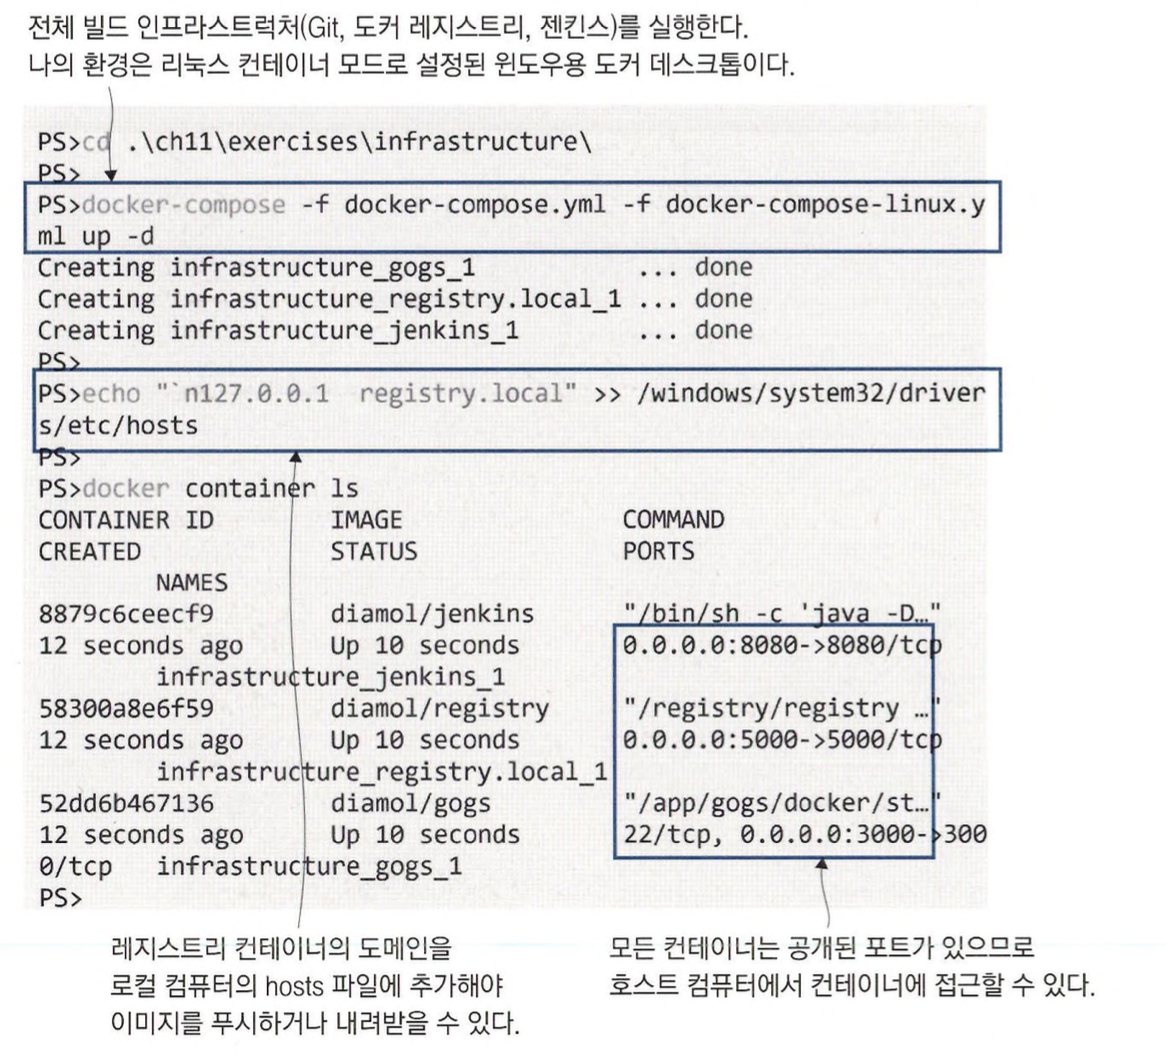 전체 빌드 인프라스트럭처(Git, 도커 레지스트리, 젠킨스)를 실행한다.
나의 환경은 리눅스 컨테이너 모드로 설정된 윈도우용 도커 데스크톱이다.
PS>cd .\ch11\exercises\infrastructure\
PS>
PS>docker-compose -f docker-compose.yml -f docker-compose-linux.y
ml up -d
Creating infrastructure_gogs_1 ... done
Creating infrastructure_registry.local_1 ... done
Creating infrastructure_jenkins_1 ... done
PS>
PS>echo "`n127.0.0.1 registry.local" >> /windows/system32/driver
s/etc/hosts
PS>
PS>docker container ls
CONTAINER ID IMAGE COMMAND
CREATED STATUS PORTS
NAMES
8879c6ceecf9 diamol/jenkins "/bin/sh -c 'java -D…"
12 seconds ago Up 10 seconds 0.0.0.0:8080->8080/tcp
infrastructure_jenkins_1
58300a8e6f59 diamol/registry "/registry/registry …"
12 seconds ago Up 10 seconds 0.0.0.0:5000->5000/tcp
infrastructure_registry.local_1
52dd6b467136 diamol/gogs "/app/gogs/docker/st…"
12 seconds ago Up 10 seconds 22/tcp, 0.0.0.0:3000->300
0/tcp infrastructure_gogs_1
PS>
레지스트리 컨테이너의 도메인을
로컬 컴퓨터의 hosts 파일에 추가해야
이미지를 푸시하거나 내려받을 수 있다.
모든 컨테이너는 공개된 포트가 있으므로
호스트 컴퓨터에서 컨테이너에 접근할 수 있다.